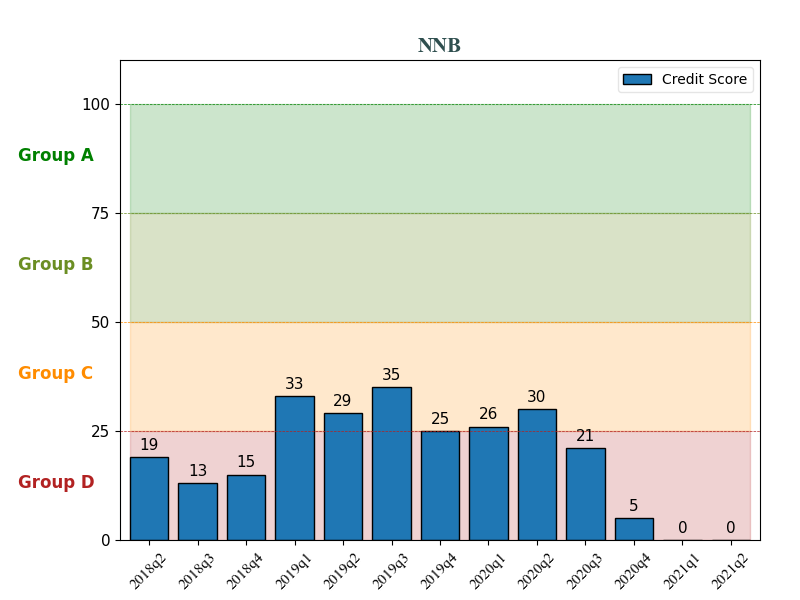 NNB
Credit Score
100
Group A
75
Group B
50
Group C
25
Group D
0
19
13
15
33
29
35
25
26
30
21
5
0
0
2018q2
2018q3
2018q4
2019q1
2019q2
2019q3
2019q4
2020q1
2020q2
2020q3
2020q4
2021q1
2021q2